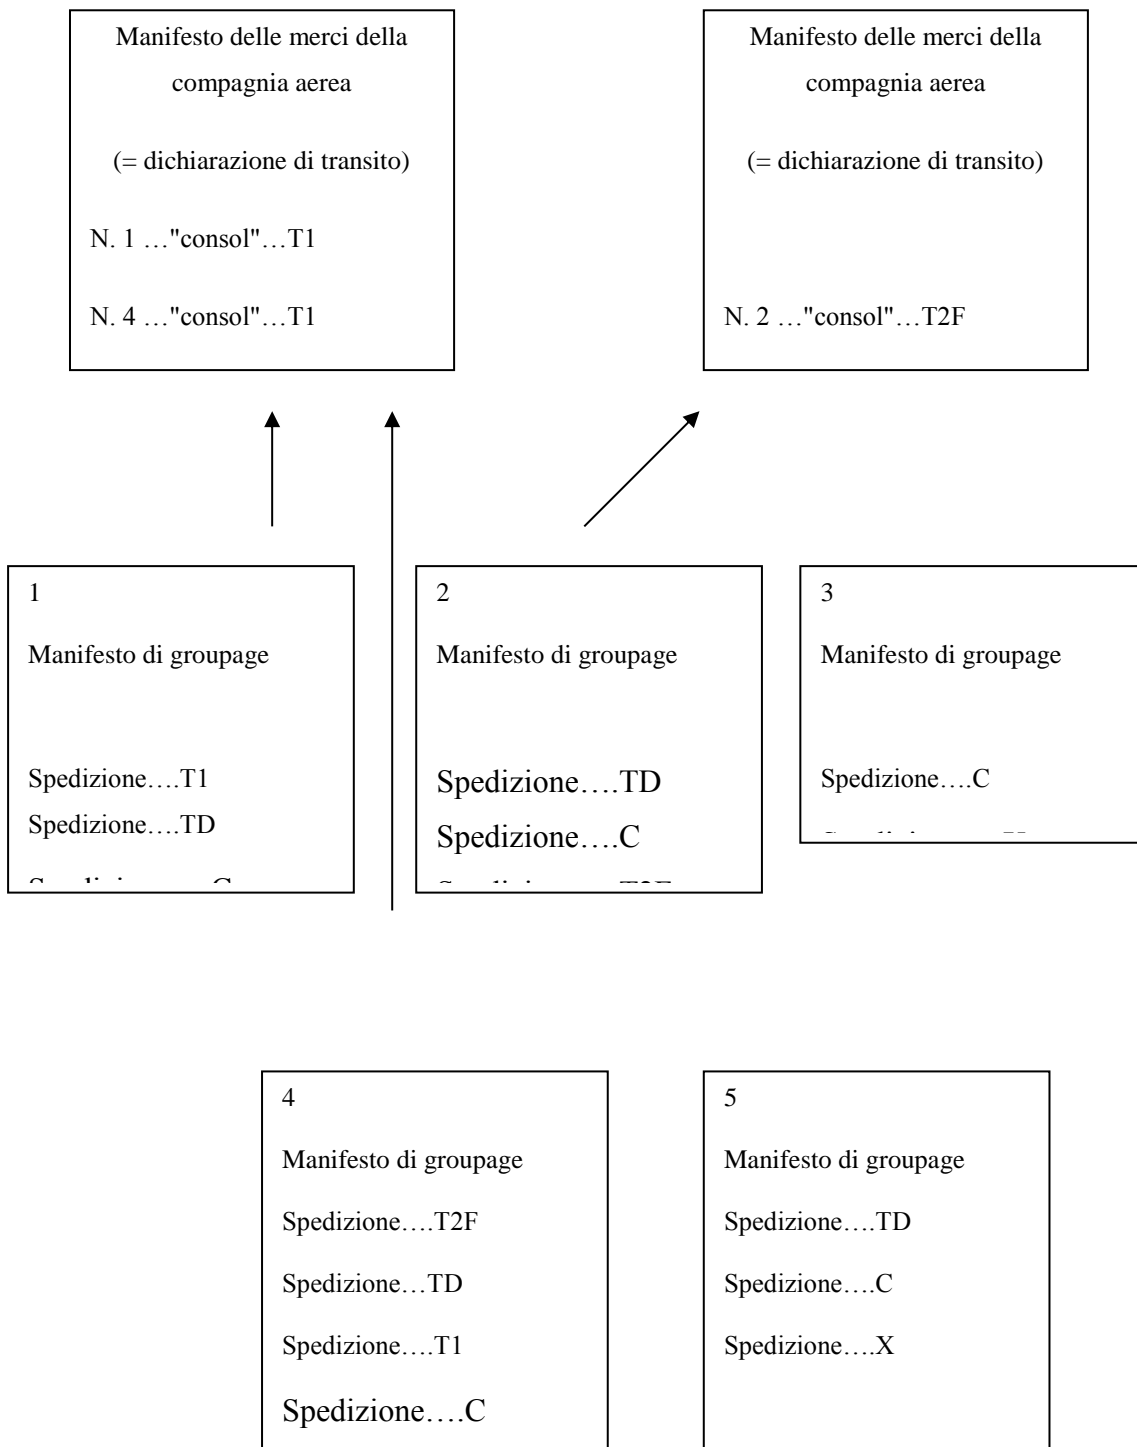 Manifesto delle merci della
compagnia aerea
(= dichiarazione di transito)
N. 1 …"consol"…T1
N. 4 …"consol"…T1
Manifesto delle merci della
compagnia aerea
(= dichiarazione di transito)
N. 2 …"consol"…T2F
1
Manifesto di groupage
Spedizione….T1
Spedizione….TD
2
Manifesto di groupage
Spedizione….TD
Spedizione….C
3
Manifesto di groupage
Spedizione….C
4
Manifesto di groupage
Spedizione….T2F
Spedizione…TD
Spedizione….T1
Spedizione….C
5
Manifesto di groupage
Spedizione….TD
Spedizione….C
Spedizione….X